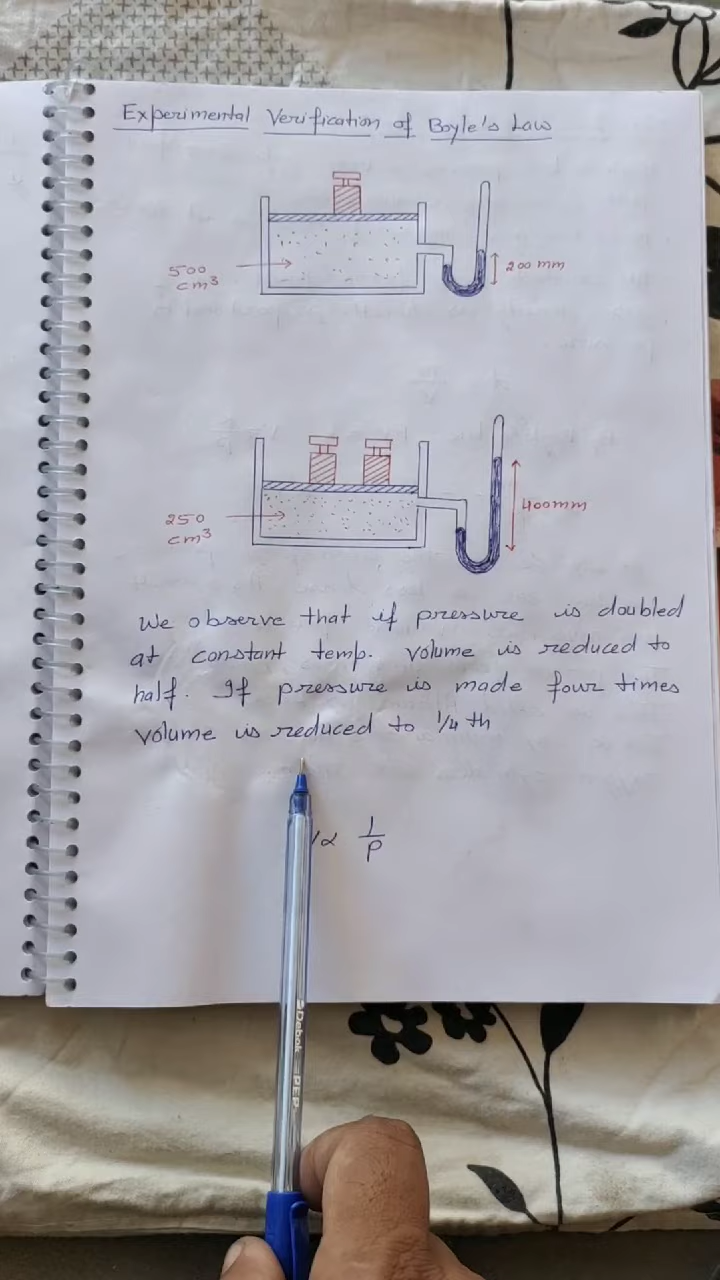 Experimental Verification of Boyle's Law
500
cm³
200 mm
250
cm³
400mm
We observe that if pressure is doubled
at constant temp. volume is reduced to
half. If pressure is made four times
volume is reduced to 1/4 th
∝ 1/P
Debok PEP